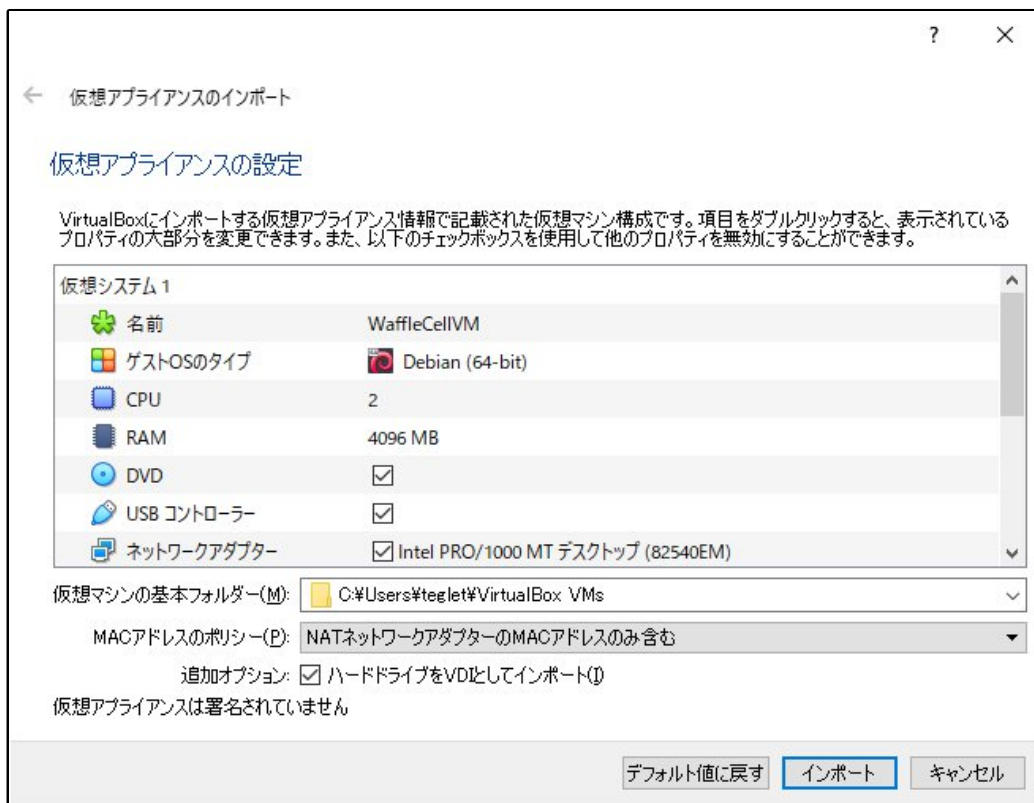 ?
仮想アプライアンスのインポート
仮想アプライアンスの設定
VirtualBoxにインポートする仮想アプライアンス情報で記載された仮想マシン構成です。項目をダブルクリックすると、表示されている
プロパティの大部分を変更できます。また、以下のチェックボックスを使用して他のプロパティを無効にすることができます。
仮想システム 1
名前 WaffleCellVM
ゲストOSのタイプ Debian (64-bit)
CPU 2
RAM 4096 MB
DVD
USB コントローラー
ネットワークアダプター Intel PRO/1000 MT デスクトップ (82540EM)
仮想マシンの基本フォルダー(M): C:¥Users¥teglet¥VirtualBox VMs
MACアドレスのポリシー(P): NATネットワークアダプターのMACアドレスのみ含む
追加オプション: ハードドライブをVDIとしてインポート(I)
仮想アプライアンスは署名されていません
デフォルト値に戻す インポート キャンセル